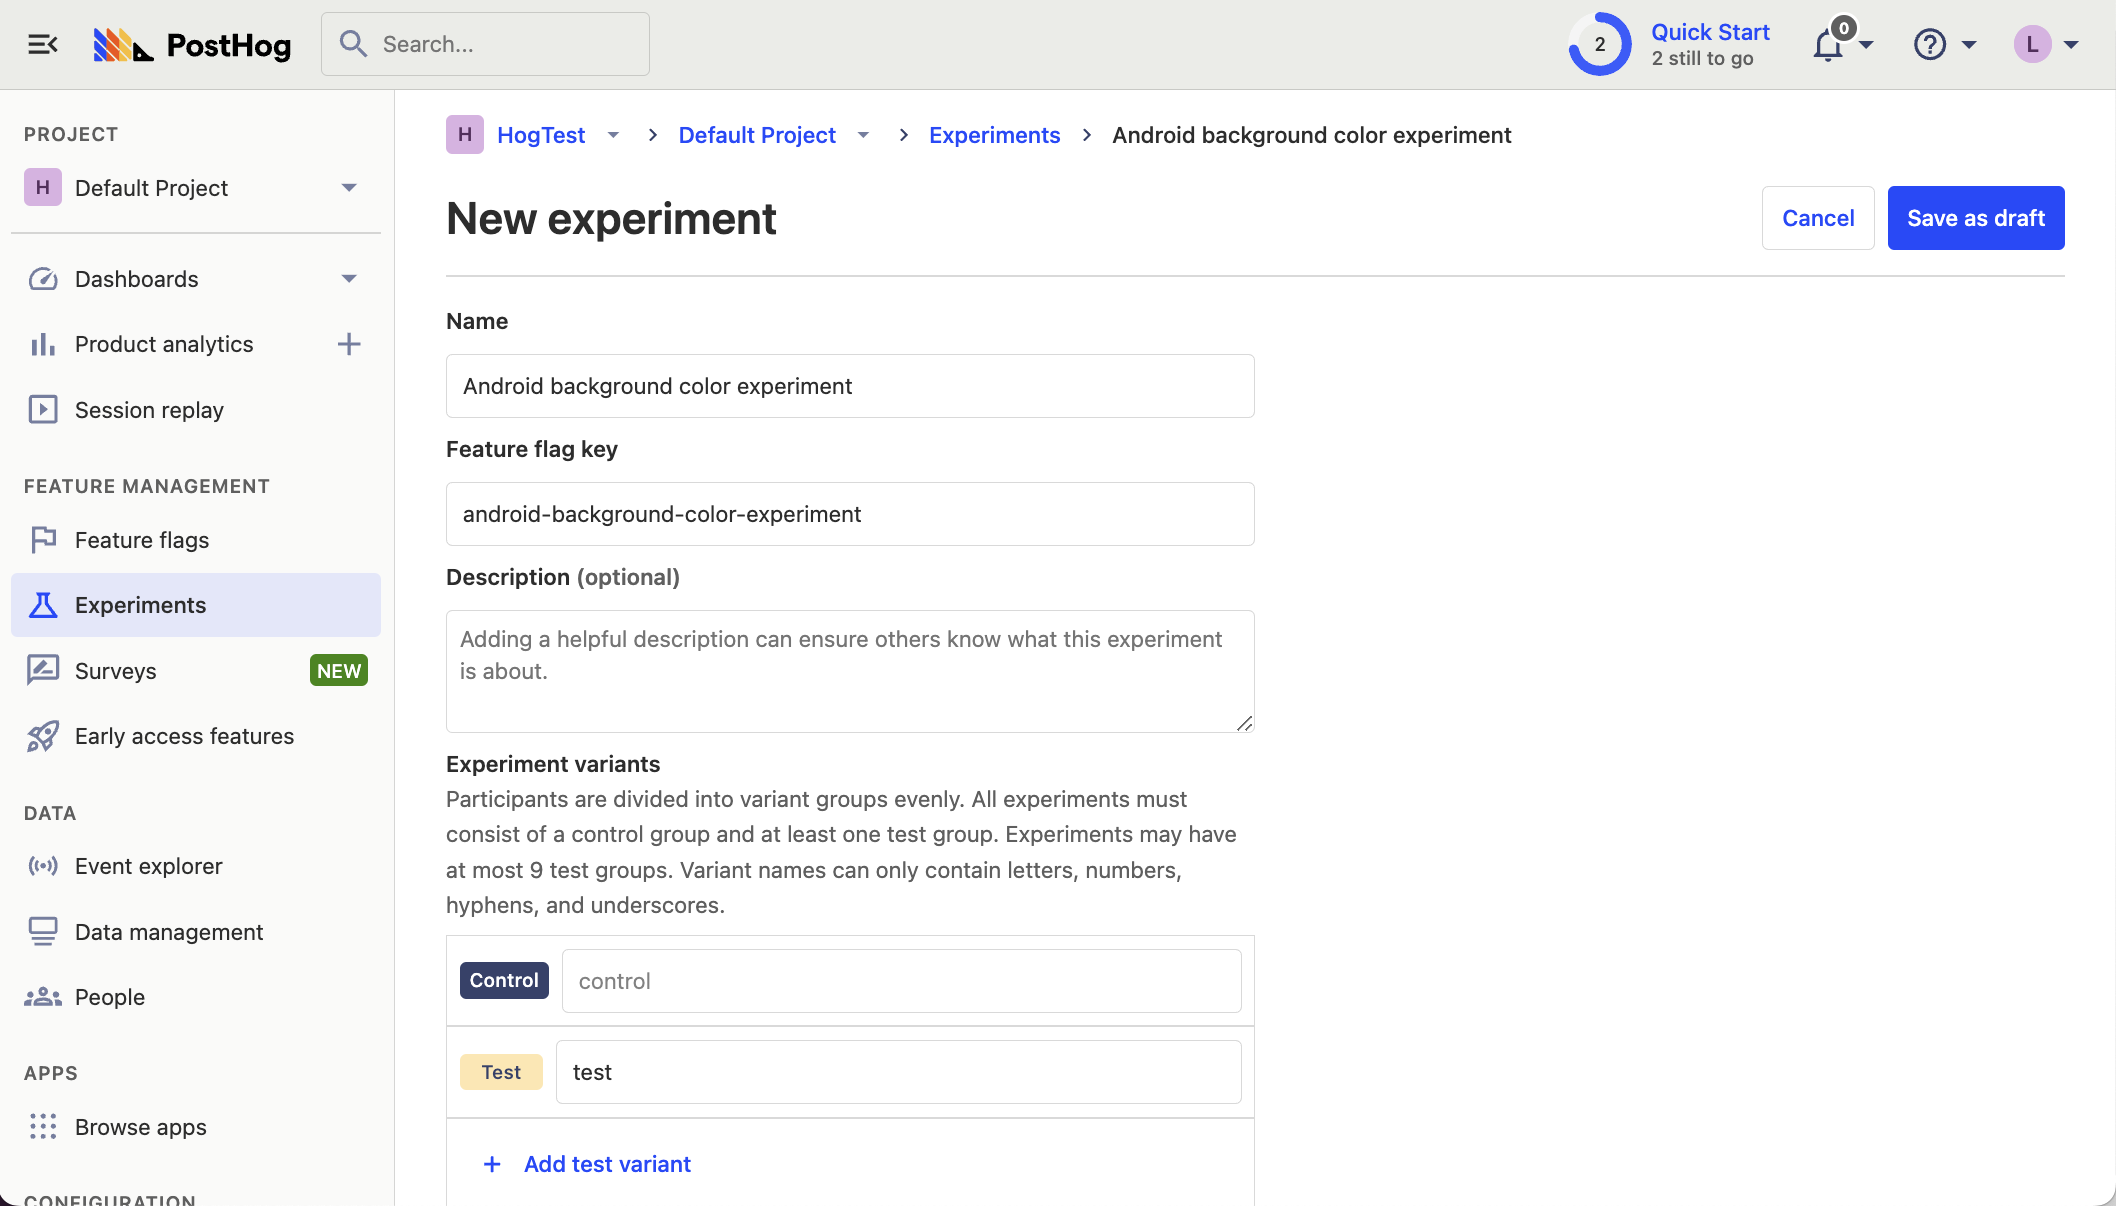 PostHog
Search...
2
Quick Start
2 still to go
0
L
PROJECT
H
Default Project
Dashboards
Product analytics
Session replay
FEATURE MANAGEMENT
Feature flags
Experiments
Surveys
NEW
Early access features
DATA
Event explorer
Data management
People
APPS
Browse apps
CONFIGURATION
H HogTest > Default Project > Experiments > Android background color experiment
New experiment
Cancel
Save as draft
Name
Android background color experiment
Feature flag key
android-background-color-experiment
Description (optional)
Adding a helpful description can ensure others know what this experiment
is about.
Experiment variants
Participants are divided into variant groups evenly. All experiments must
consist of a control group and at least one test group. Experiments may have
at most 9 test groups. Variant names can only contain letters, numbers,
hyphens, and underscores.
Control
control
Test
test
+ Add test variant